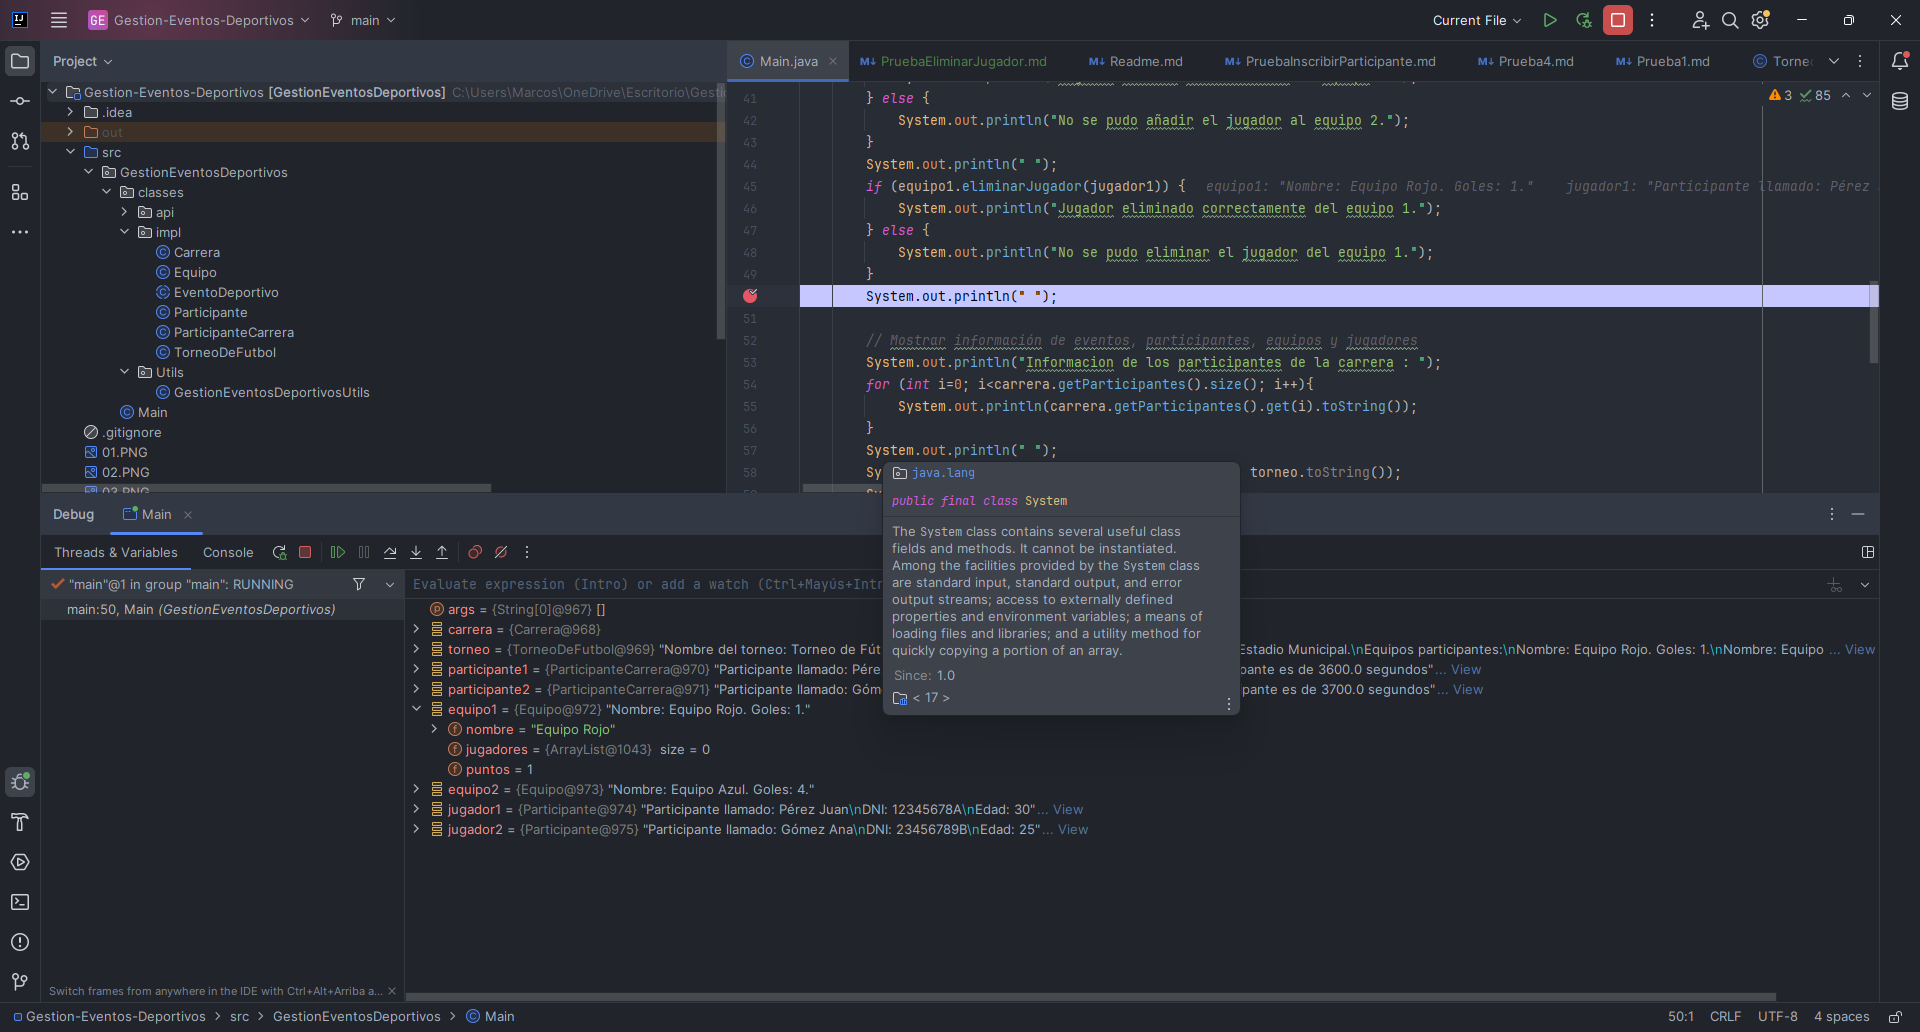 GE Gestion-Eventos-Deportivos main Current File
Project
Main.java PruebaEliminarJugador.md Readme.md PruebaInscribirParticipante.md Prueba4.md Prueba1.md Torne
Gestion-Eventos-Deportivos [GestionEventosDeportivos] C:\Users\Marcos\OneDrive\Escritorio\Gesti
.idea
out
src
GestionEventosDeportivos
classes
api
impl
Carrera
Equipo
EventoDeportivo
Participante
ParticipanteCarrera
TorneoDeFutbol
Utils
GestionEventosDeportivosUtils
Main
.gitignore
01.PNG
02.PNG
03.PNG
3 85
41 } else {
42 System.out.println("No se pudo añadir el jugador al equipo 2.");
43 }
44 System.out.println(" ");
45 if (equipo1.eliminarJugador(jugador1)) { equipo1: "Nombre: Equipo Rojo. Goles: 1." jugador1: "Participante llamado: Pérez
46 System.out.println("Jugador eliminado correctamente del equipo 1.");
47 } else {
48 System.out.println("No se pudo eliminar el jugador del equipo 1.");
49 }
System.out.println(" ");
51
52 // Mostrar información de eventos, participantes, equipos y jugadores
53 System.out.println("Informacion de los participantes de la carrera : ");
54 for (int i=0; i<carrera.getParticipantes().size(); i++){
55 System.out.println(carrera.getParticipantes().get(i).toString());
56 }
57 System.out.println(" ");
58 Sy torneo.toString());
java.lang
public final class System
The System class contains several useful class
fields and methods. It cannot be instantiated.
Among the facilities provided by the System class
are standard input, standard output, and error
output streams; access to externally defined
properties and environment variables; a means of
loading files and libraries; and a utility method for
quickly copying a portion of an array.
Since: 1.0
< 17 >
Debug Main
Threads & Variables Console
"main"@1 in group "main": RUNNING
main:50, Main (GestionEventosDeportivos)
Evaluate expression (Intro) or add a watch (Ctrl+Mayús+Intr
args = {String[0]@967} []
carrera = {Carrera@968}
torneo = {TorneoDeFutbol@969} "Nombre del torneo: Torneo de Fút Estadio Municipal.\nEquipos participantes:\nNombre: Equipo Rojo. Goles: 1.\nNombre: Equipo ... View
participante1 = {ParticipanteCarrera@970} "Participante llamado: Pére pante es de 3600.0 segundos"... View
participante2 = {ParticipanteCarrera@971} "Participante llamado: Góm pante es de 3700.0 segundos"... View
equipo1 = {Equipo@972} "Nombre: Equipo Rojo. Goles: 1."
nombre = "Equipo Rojo"
jugadores = {ArrayList@1043} size = 0
puntos = 1
equipo2 = {Equipo@973} "Nombre: Equipo Azul. Goles: 4."
jugador1 = {Participante@974} "Participante llamado: Pérez Juan\nDNI: 12345678A\nEdad: 30"... View
jugador2 = {Participante@975} "Participante llamado: Gómez Ana\nDNI: 23456789B\nEdad: 25"... View
Switch frames from anywhere in the IDE with Ctrl+Alt+Arriba a...
Gestion-Eventos-Deportivos > src > GestionEventosDeportivos > Main 50:1 CRLF UTF-8 4 spaces